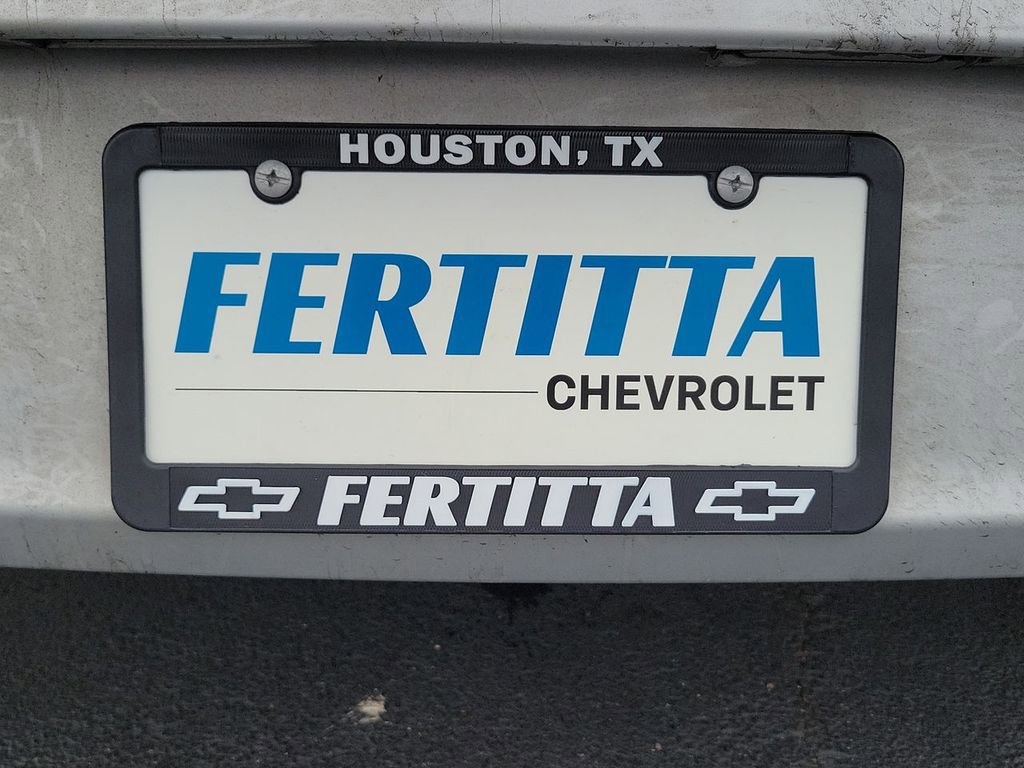 HOUSTON, TX
FERTITTA
CHEVROLET
FERTITTA